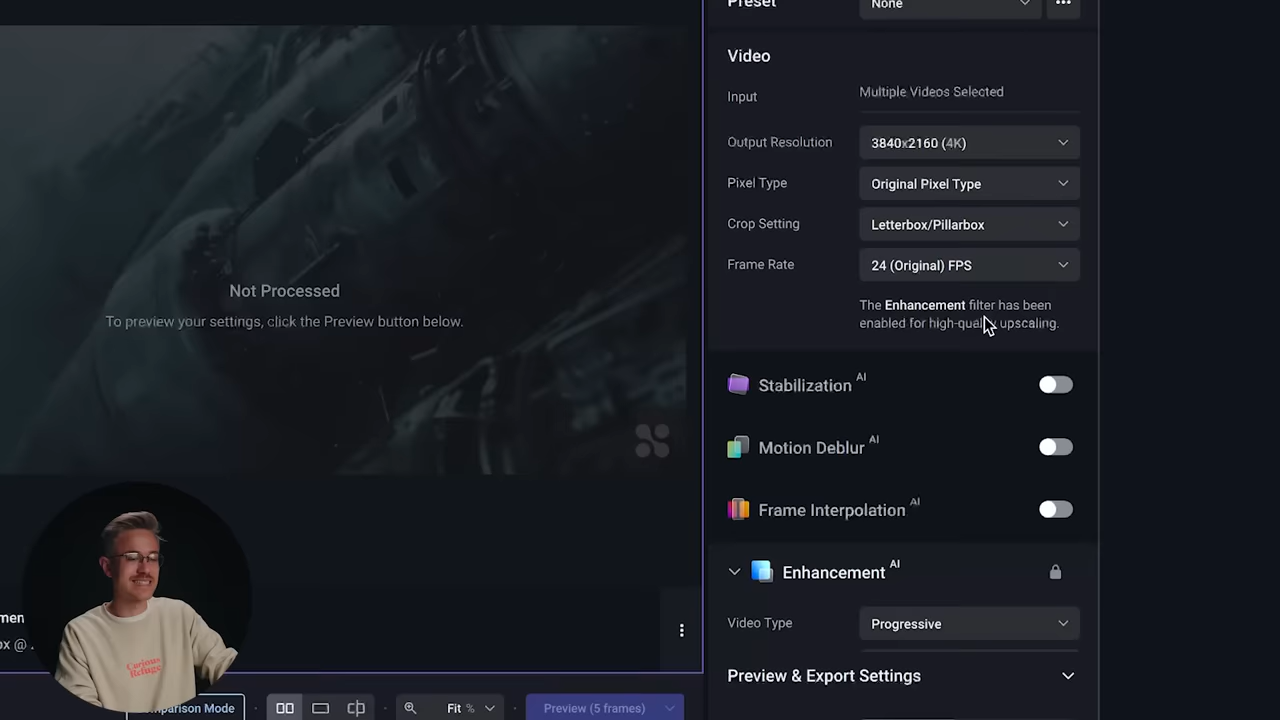 Preset
None
Video
Input
Multiple Videos Selected
Output Resolution
3840x2160 (4K)
Pixel Type
Original Pixel Type
Crop Setting
Letterbox/Pillarbox
Frame Rate
24 (Original) FPS
The Enhancement filter has been
enabled for high-quality upscaling.
Not Processed
To preview your settings, click the Preview button below.
Stabilization AI
Motion Deblur AI
Frame Interpolation AI
Enhancement AI
Video Type
Progressive
Preview & Export Settings
Curious
Refuge
Mode
Fit %
Preview (5 frames)